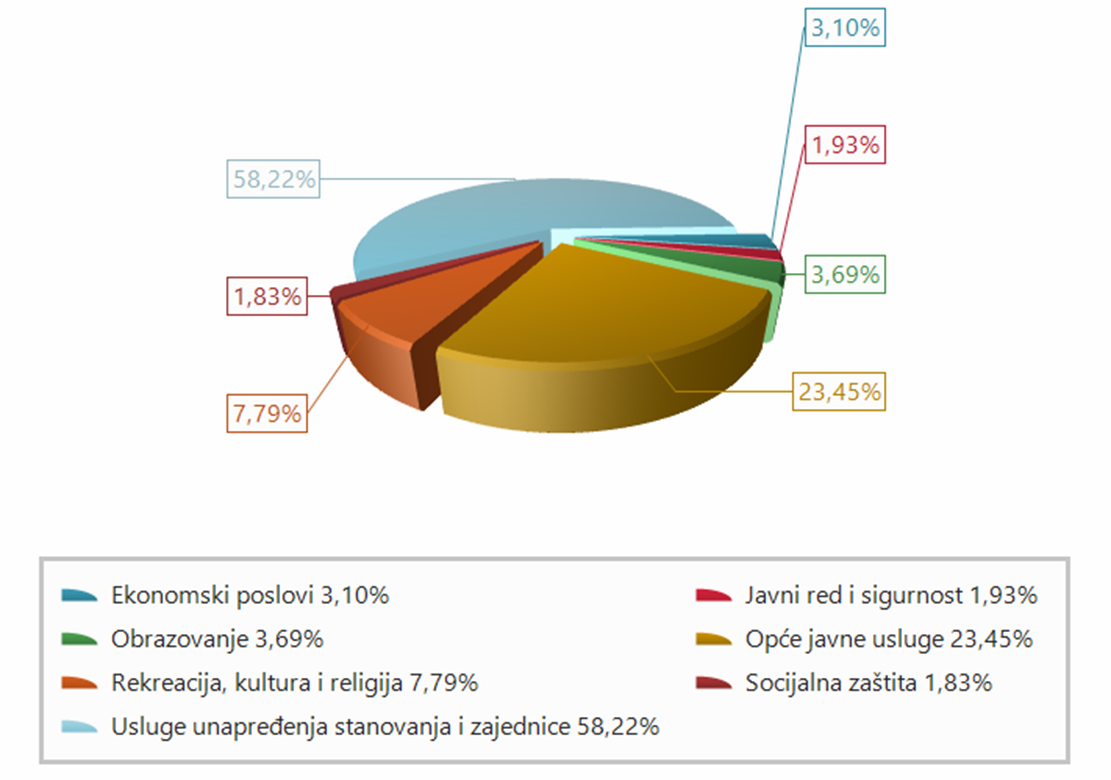 3,10%
1,93%
58,22%
3,69%
1,83%
23,45%
7,79%
Ekonomski poslovi 3,10%
Javni red i sigurnost 1,93%
Obrazovanje 3,69%
Opće javne usluge 23,45%
Rekreacija, kultura i religija 7,79%
Socijalna zaštita 1,83%
Usluge unapređenja stanovanja i zajednice 58,22%